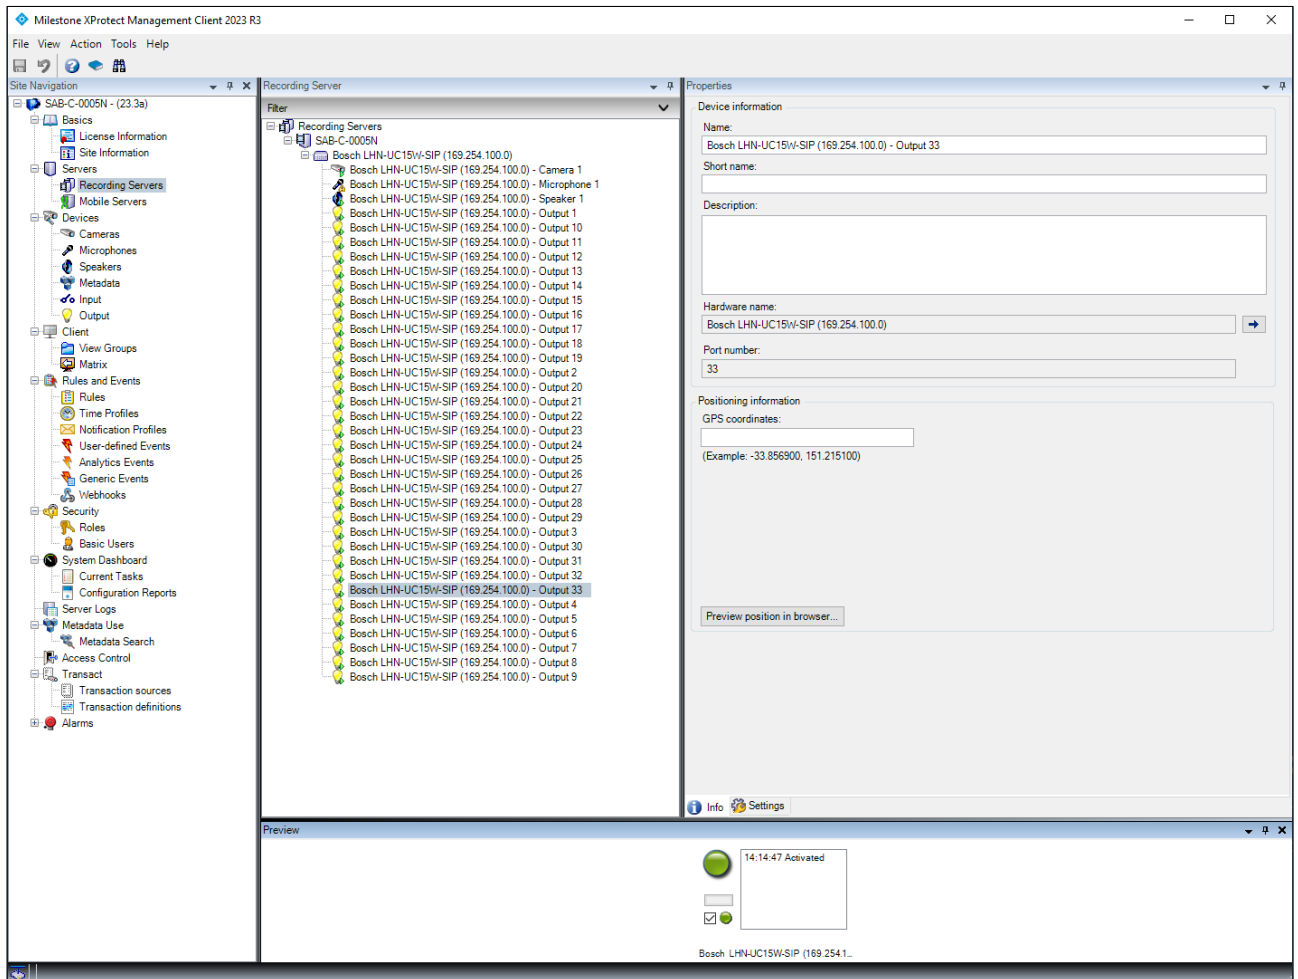 Milestone XProtect Management Client 2023 R3
File View Action Tools Help
Site Navigation
SAB-C-0005N - (23.3a)
Basics
License Information
Site Information
Servers
Recording Servers
Mobile Servers
Devices
Cameras
Microphones
Speakers
Metadata
Input
Output
Client
View Groups
Matrix
Rules and Events
Rules
Time Profiles
Notification Profiles
User-defined Events
Analytics Events
Generic Events
Webhooks
Security
Roles
Basic Users
System Dashboard
Current Tasks
Configuration Reports
Server Logs
Metadata Use
Metadata Search
Access Control
Transact
Transaction sources
Transaction definitions
Alarms
Recording Server
Filter
Recording Servers
SAB-C-0005N
Bosch LHN-UC15W-SIP (169.254.100.0)
Bosch LHN-UC15W-SIP (169.254.100.0) - Camera 1
Bosch LHN-UC15W-SIP (169.254.100.0) - Microphone 1
Bosch LHN-UC15W-SIP (169.254.100.0) - Speaker 1
Bosch LHN-UC15W-SIP (169.254.100.0) - Output 1
Bosch LHN-UC15W-SIP (169.254.100.0) - Output 10
Bosch LHN-UC15W-SIP (169.254.100.0) - Output 11
Bosch LHN-UC15W-SIP (169.254.100.0) - Output 12
Bosch LHN-UC15W-SIP (169.254.100.0) - Output 13
Bosch LHN-UC15W-SIP (169.254.100.0) - Output 14
Bosch LHN-UC15W-SIP (169.254.100.0) - Output 15
Bosch LHN-UC15W-SIP (169.254.100.0) - Output 16
Bosch LHN-UC15W-SIP (169.254.100.0) - Output 17
Bosch LHN-UC15W-SIP (169.254.100.0) - Output 18
Bosch LHN-UC15W-SIP (169.254.100.0) - Output 19
Bosch LHN-UC15W-SIP (169.254.100.0) - Output 2
Bosch LHN-UC15W-SIP (169.254.100.0) - Output 20
Bosch LHN-UC15W-SIP (169.254.100.0) - Output 21
Bosch LHN-UC15W-SIP (169.254.100.0) - Output 22
Bosch LHN-UC15W-SIP (169.254.100.0) - Output 23
Bosch LHN-UC15W-SIP (169.254.100.0) - Output 24
Bosch LHN-UC15W-SIP (169.254.100.0) - Output 25
Bosch LHN-UC15W-SIP (169.254.100.0) - Output 26
Bosch LHN-UC15W-SIP (169.254.100.0) - Output 27
Bosch LHN-UC15W-SIP (169.254.100.0) - Output 28
Bosch LHN-UC15W-SIP (169.254.100.0) - Output 29
Bosch LHN-UC15W-SIP (169.254.100.0) - Output 3
Bosch LHN-UC15W-SIP (169.254.100.0) - Output 30
Bosch LHN-UC15W-SIP (169.254.100.0) - Output 31
Bosch LHN-UC15W-SIP (169.254.100.0) - Output 32
Bosch LHN-UC15W-SIP (169.254.100.0) - Output 33
Bosch LHN-UC15W-SIP (169.254.100.0) - Output 4
Bosch LHN-UC15W-SIP (169.254.100.0) - Output 5
Bosch LHN-UC15W-SIP (169.254.100.0) - Output 6
Bosch LHN-UC15W-SIP (169.254.100.0) - Output 7
Bosch LHN-UC15W-SIP (169.254.100.0) - Output 8
Bosch LHN-UC15W-SIP (169.254.100.0) - Output 9
Properties
Device information
Name:
Bosch LHN-UC15W-SIP (169.254.100.0) - Output 33
Short name:
Description:
Hardware name:
Bosch LHN-UC15W-SIP (169.254.100.0)
Port number:
33
Positioning information
GPS coordinates:
(Example: -33.856900, 151.215100)
Preview position in browser...
Info Settings
Preview
14:14:47 Activated
Bosch LHN-UC15W-SIP (169.254.1...